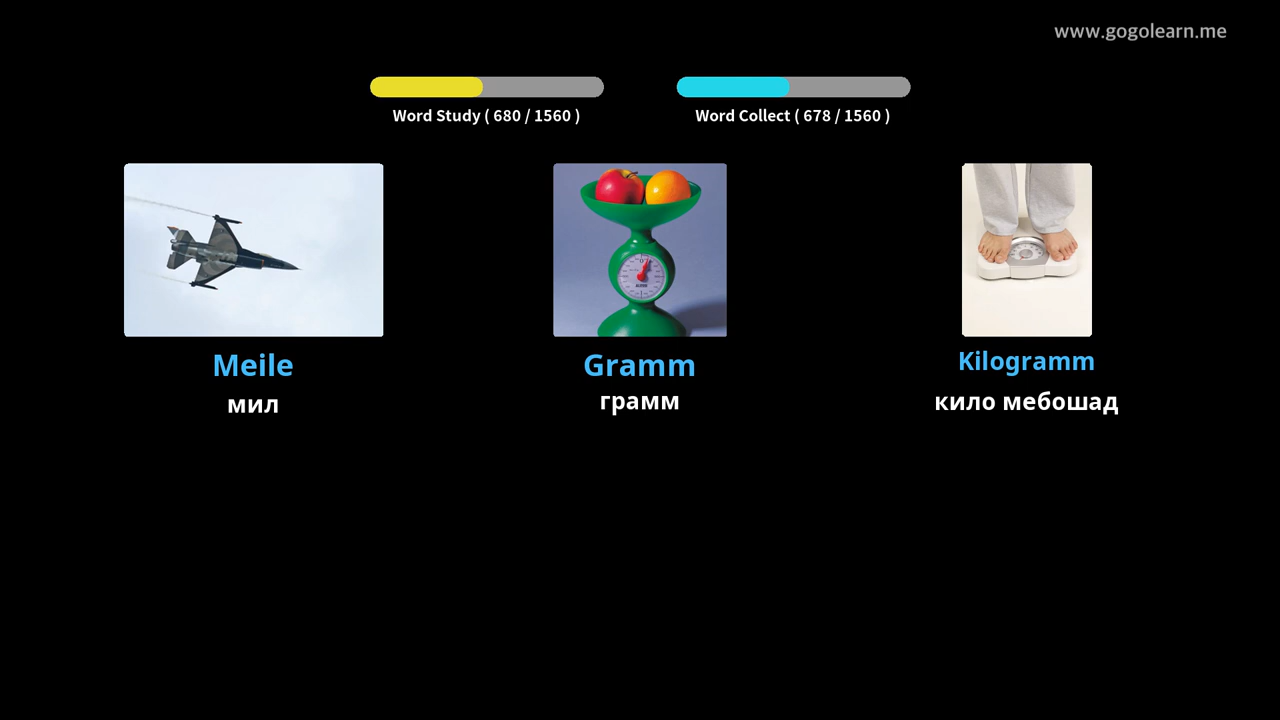 www.gogolearn.me
Word Study ( 680 / 1560 )
Word Collect ( 678 / 1560 )
Meile
Gramm
Kilogramm
мил
грамм
кило мебошад